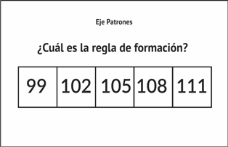 Eje Patrones
¿Cuál es la regla de formación?
99 102 105 108 111